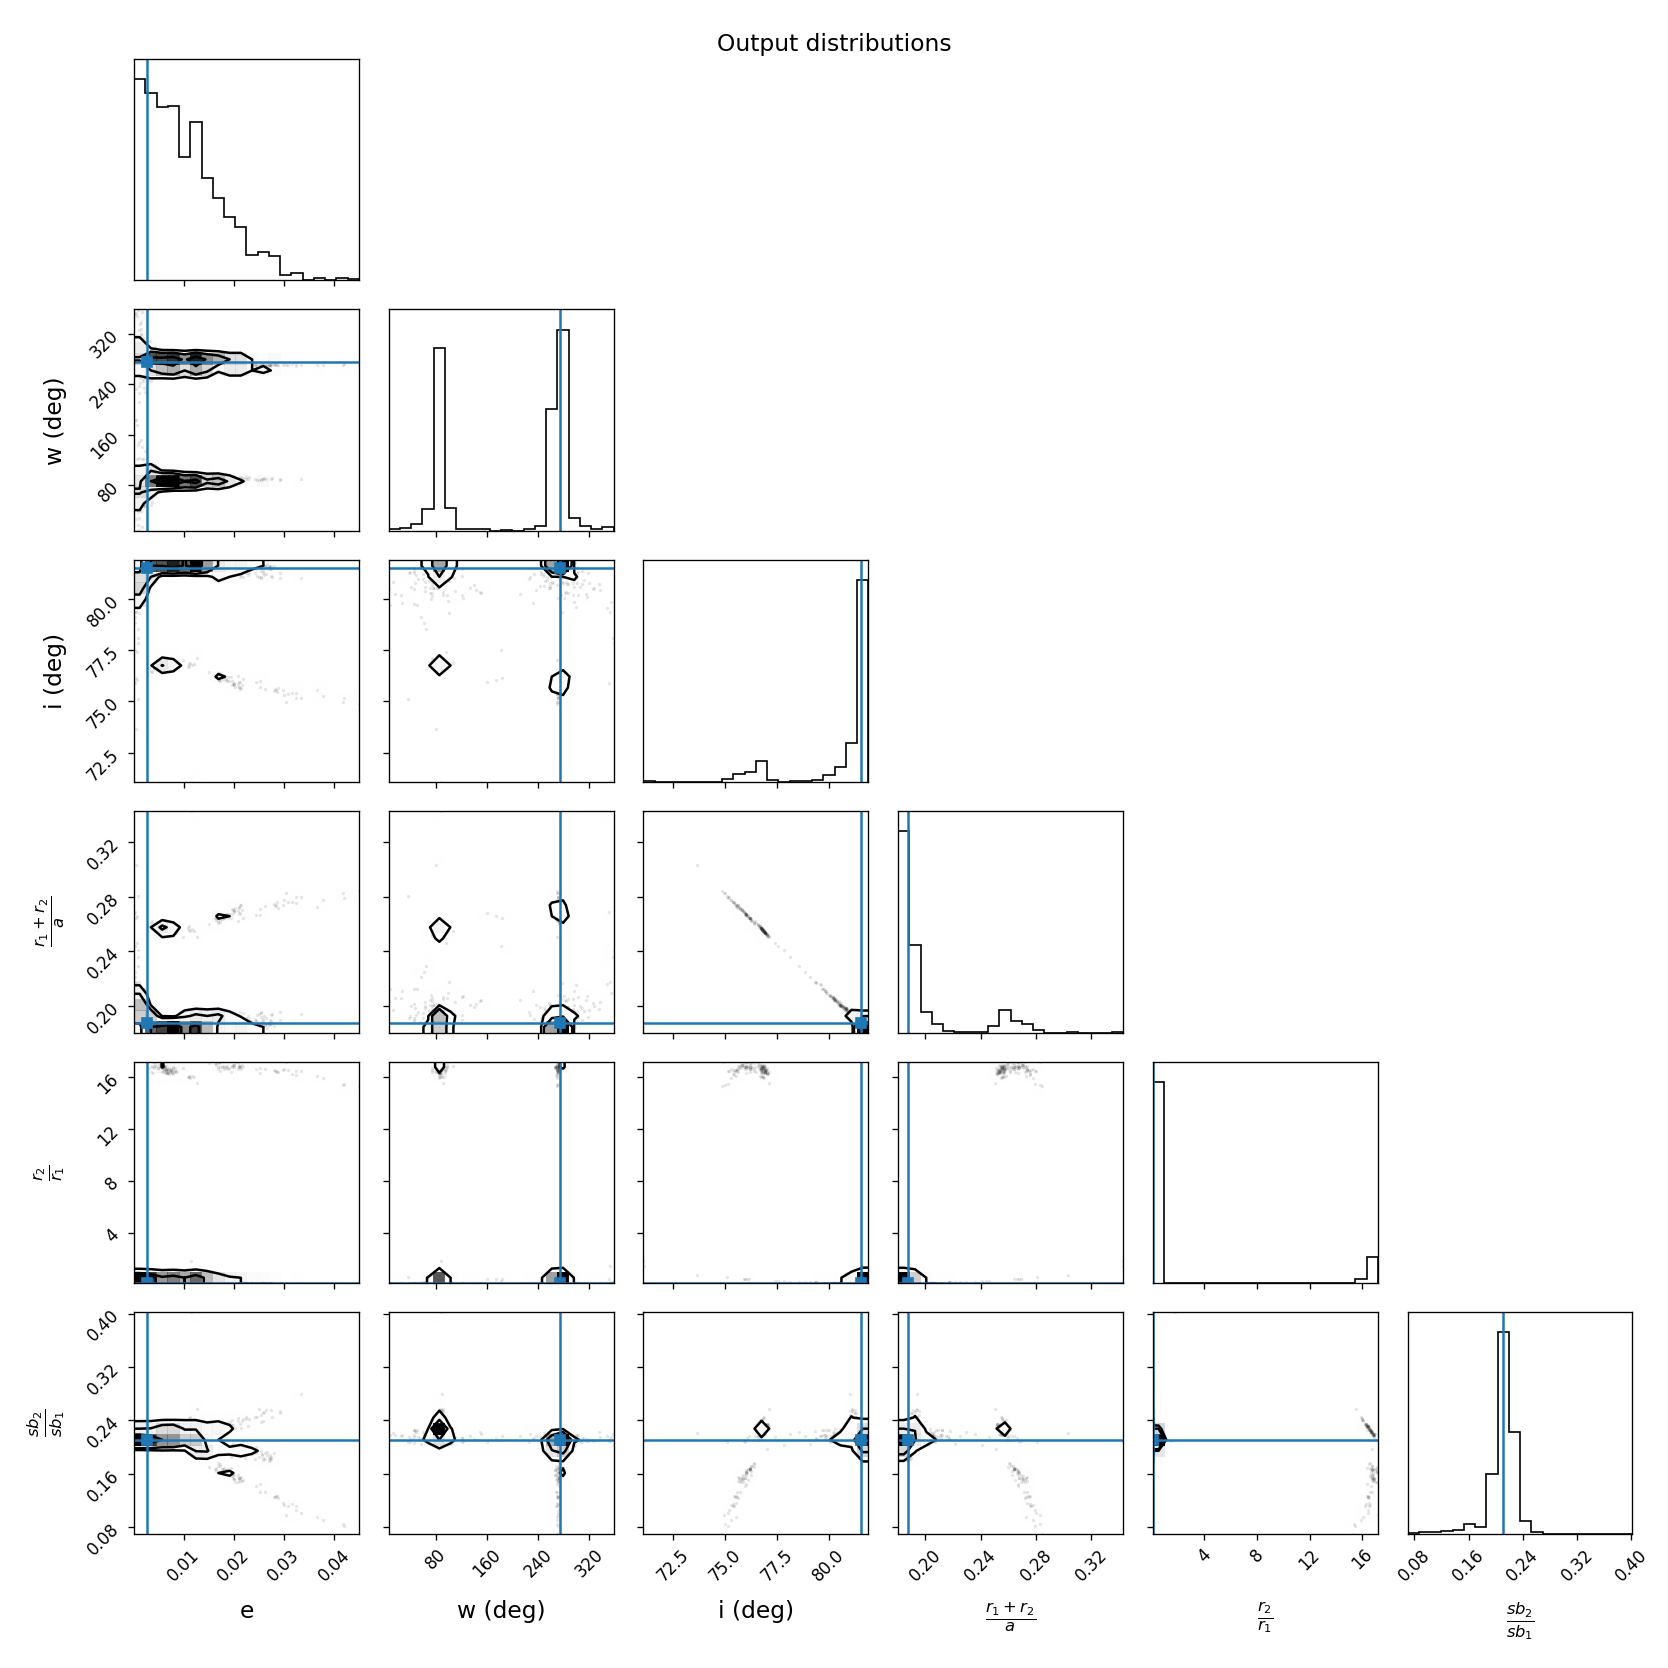 Output distributions
w (deg)
320
240
160
80
i (deg)
80.0
77.5
75.0
72.5
r₁ + r₂
a
0.32
0.28
0.24
0.20
r₂
r₁
16
12
8
4
sb₂
sb₁
0.40
0.32
0.24
0.16
0.08
0.01 0.02 0.03 0.04 80 160 240 320 72.5 75.0 77.5 80.0 0.20 0.24 0.28 0.32 4 8 12 16 0.08 0.16 0.24 0.32 0.40
e w (deg) i (deg) r₁ + r₂ r₂ sb₂
a r₁ sb₁